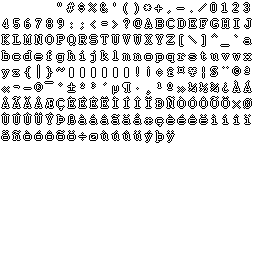 " # $ % & ' ( ) * + , - . / 0 1 2 3
4 5 6 7 8 9 : ; < = > ? @ A B C D E F G H I J
K L M N O P Q R S T U V W X Y Z [ \ ] ^ _ ` a
b c d e f g h i j k l m n o p q r s t u v w x
y z { | } ~ ¡ ¢ £ ¤ ¥ ¦ § ¨ © ª
« ¬ - ® ¯ ° ± ² ³ ´ µ ¶ · ¸ ¹ º » ¼ ½ ¾ ¿ À Á
Â Ã Ä Å Æ Ç È É Ê Ë Ì Í Î Ï Ð Ñ Ò Ó Ô Õ Ö × Ø
Ù Ú Û Ü Ý Þ ß à á â ã ä å æ ç è é ê ë ì í î ï
ð ñ ò ó ô õ ö ÷ ø ù ú û ü ý þ ÿ